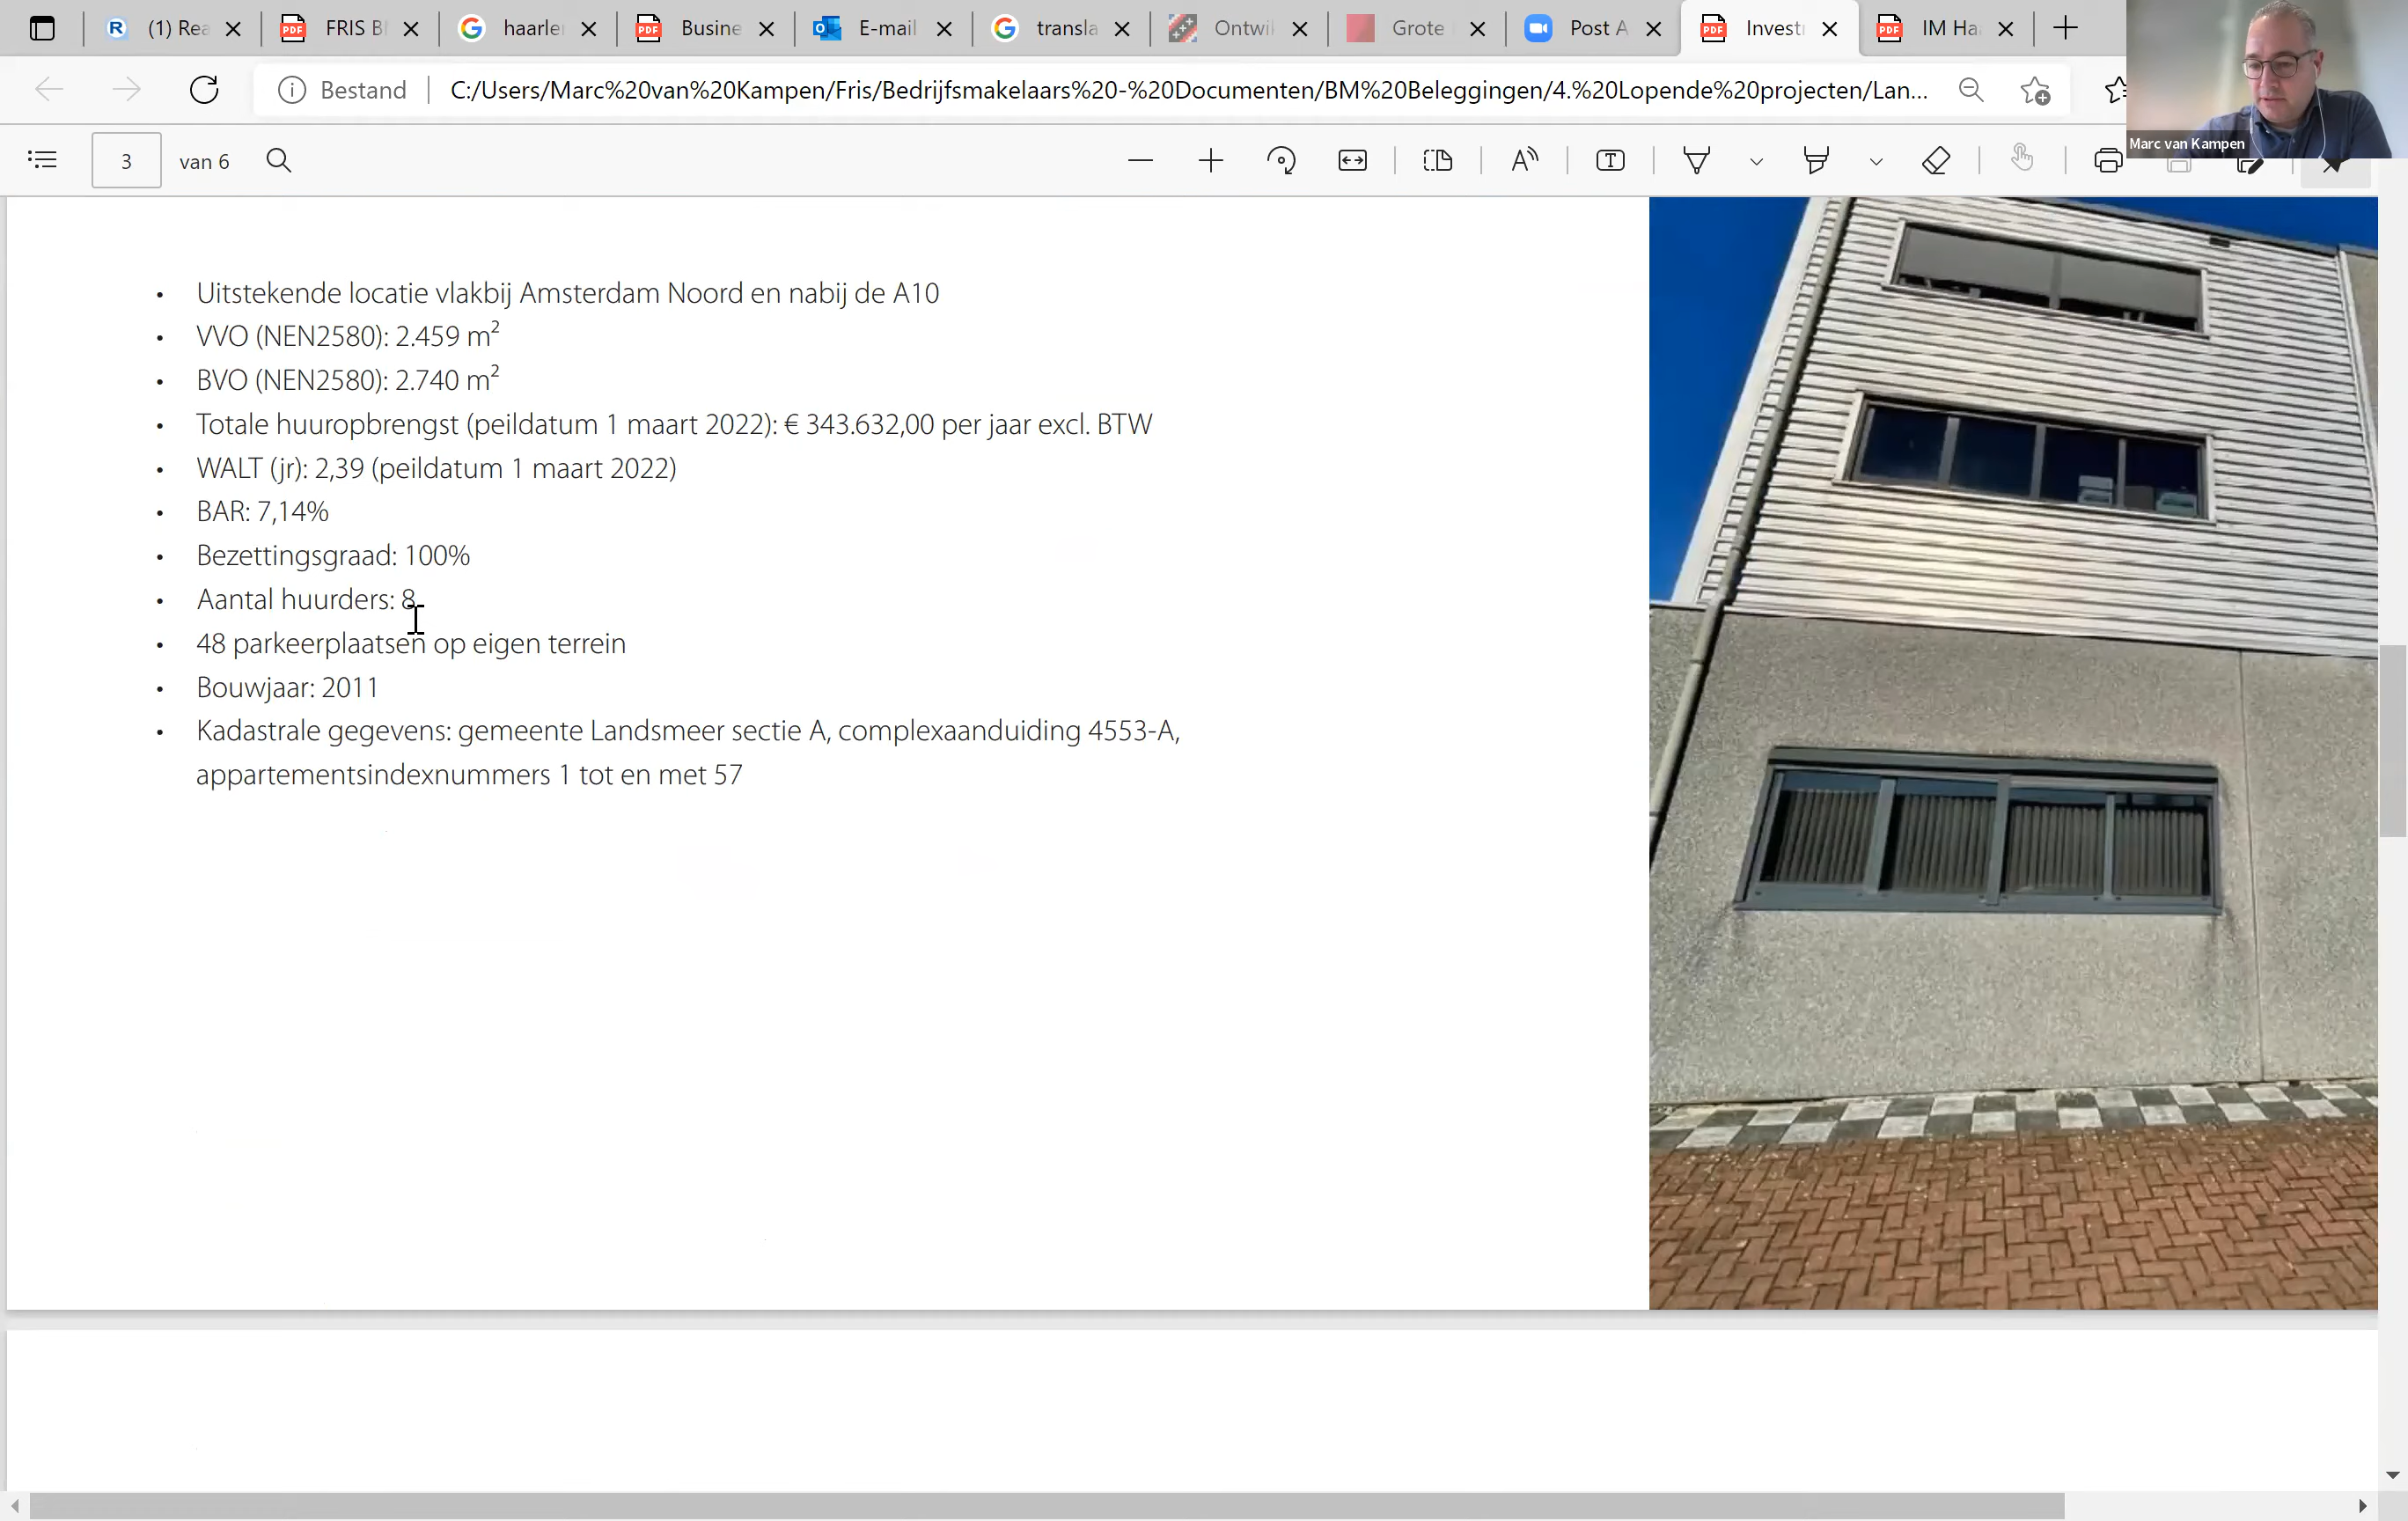 (1) Rea
FRIS B
haarle
Busine
E-mail
transla
Ontwi
Grote
Post A
Invest
IM Ha
Bestand
C:/Users/Marc%20van%20Kampen/Fris/Bedrijfsmakelaars%20-%20Documenten/BM%20Beleggingen/4.%20Lopende%20projecten/Lan...
Marc van Kampen
3 van 6
• Uitstekende locatie vlakbij Amsterdam Noord en nabij de A10
• VVO (NEN2580): 2.459 m²
• BVO (NEN2580): 2.740 m²
• Totale huuropbrengst (peildatum 1 maart 2022): € 343.632,00 per jaar excl. BTW
• WALT (jr): 2,39 (peildatum 1 maart 2022)
• BAR: 7,14%
• Bezettingsgraad: 100%
• Aantal huurders: 8
• 48 parkeerplaatsen op eigen terrein
• Bouwjaar: 2011
• Kadastrale gegevens: gemeente Landsmeer sectie A, complexaanduiding 4553-A,
appartementsindexnummers 1 tot en met 57